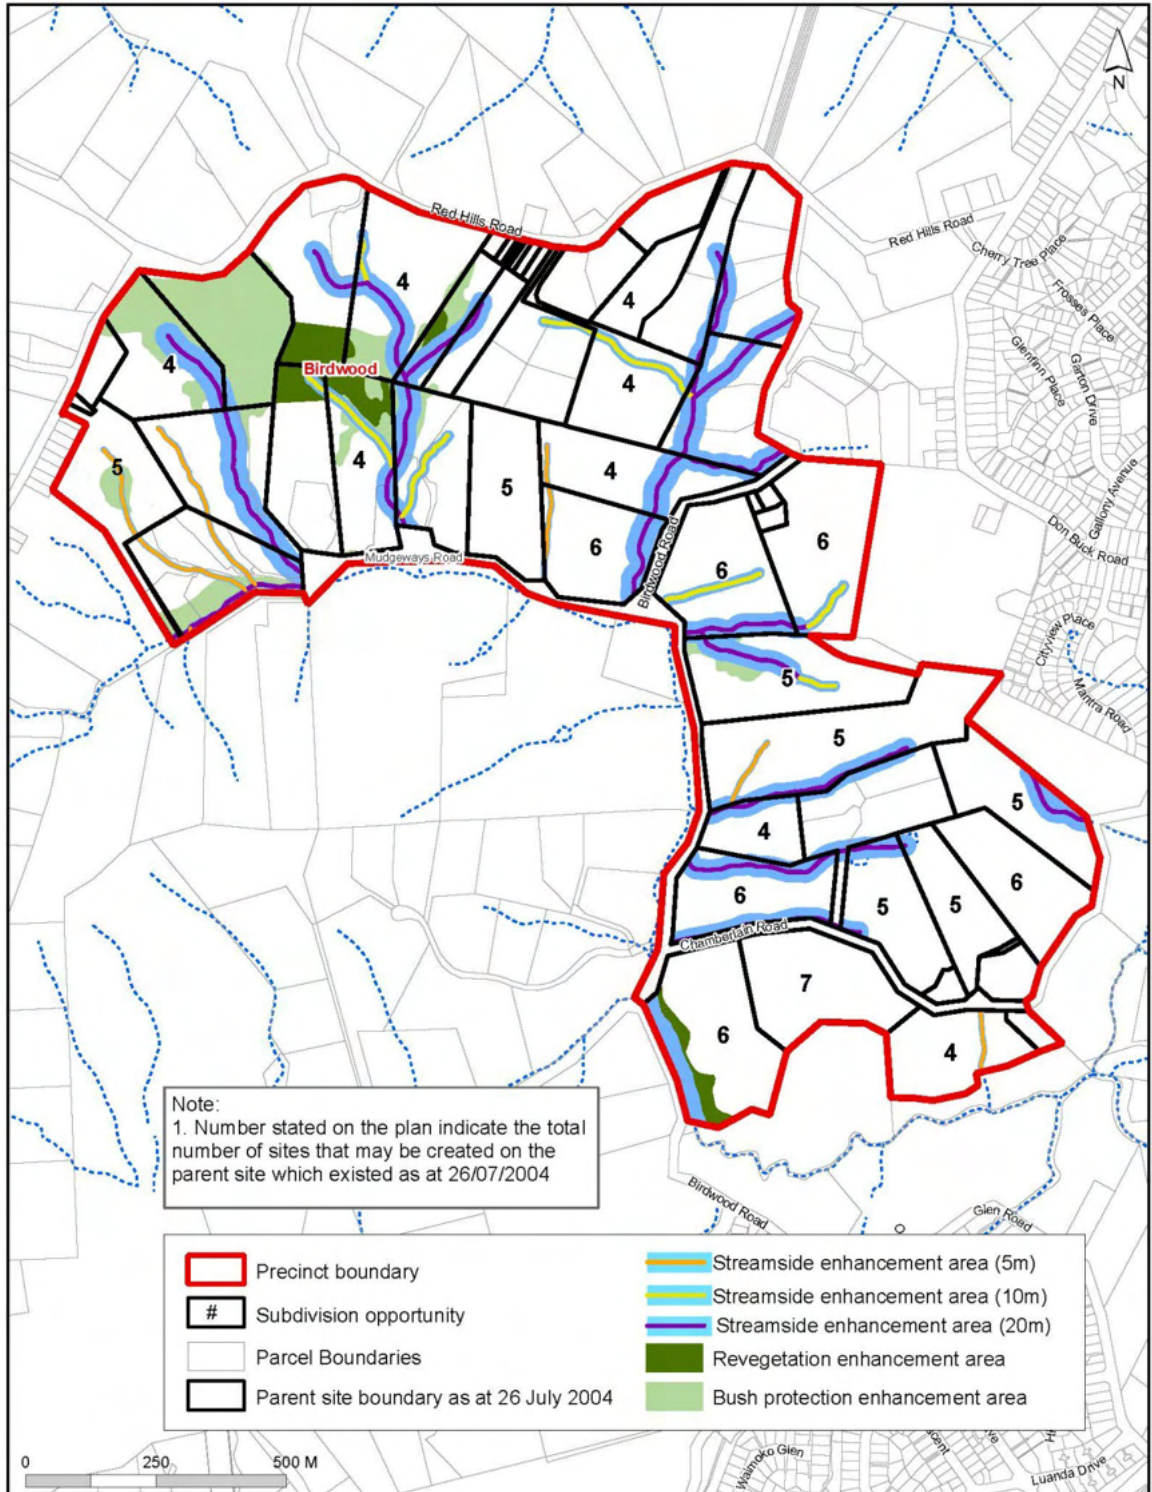 N
Red Hills Road
Red Hills Road
Cherry Tree Place
Frosses Place
Glenfinn Place
Garton Drive
4
4
4
Birdwood
4
5
4
5
4
Gallony Avenue
Don Buck Road
6
6
6
Mudgeways Road
Birdwood Road
Cityview Place
Mantra Road
5
5
5
4
6
5
5
6
Chamberlain Road
7
6
4
Note:
1. Number stated on the plan indicate the total
number of sites that may be created on the
parent site which existed as at 26/07/2004
Birdwood Road
Glen Road
Precinct boundary
# Subdivision opportunity
Parcel Boundaries
Parent site boundary as at 26 July 2004
Streamside enhancement area (5m)
Streamside enhancement area (10m)
Streamside enhancement area (20m)
Revegetation enhancement area
Bush protection enhancement area
0 250 500 M
Waimoko Glen
Luanda Drive